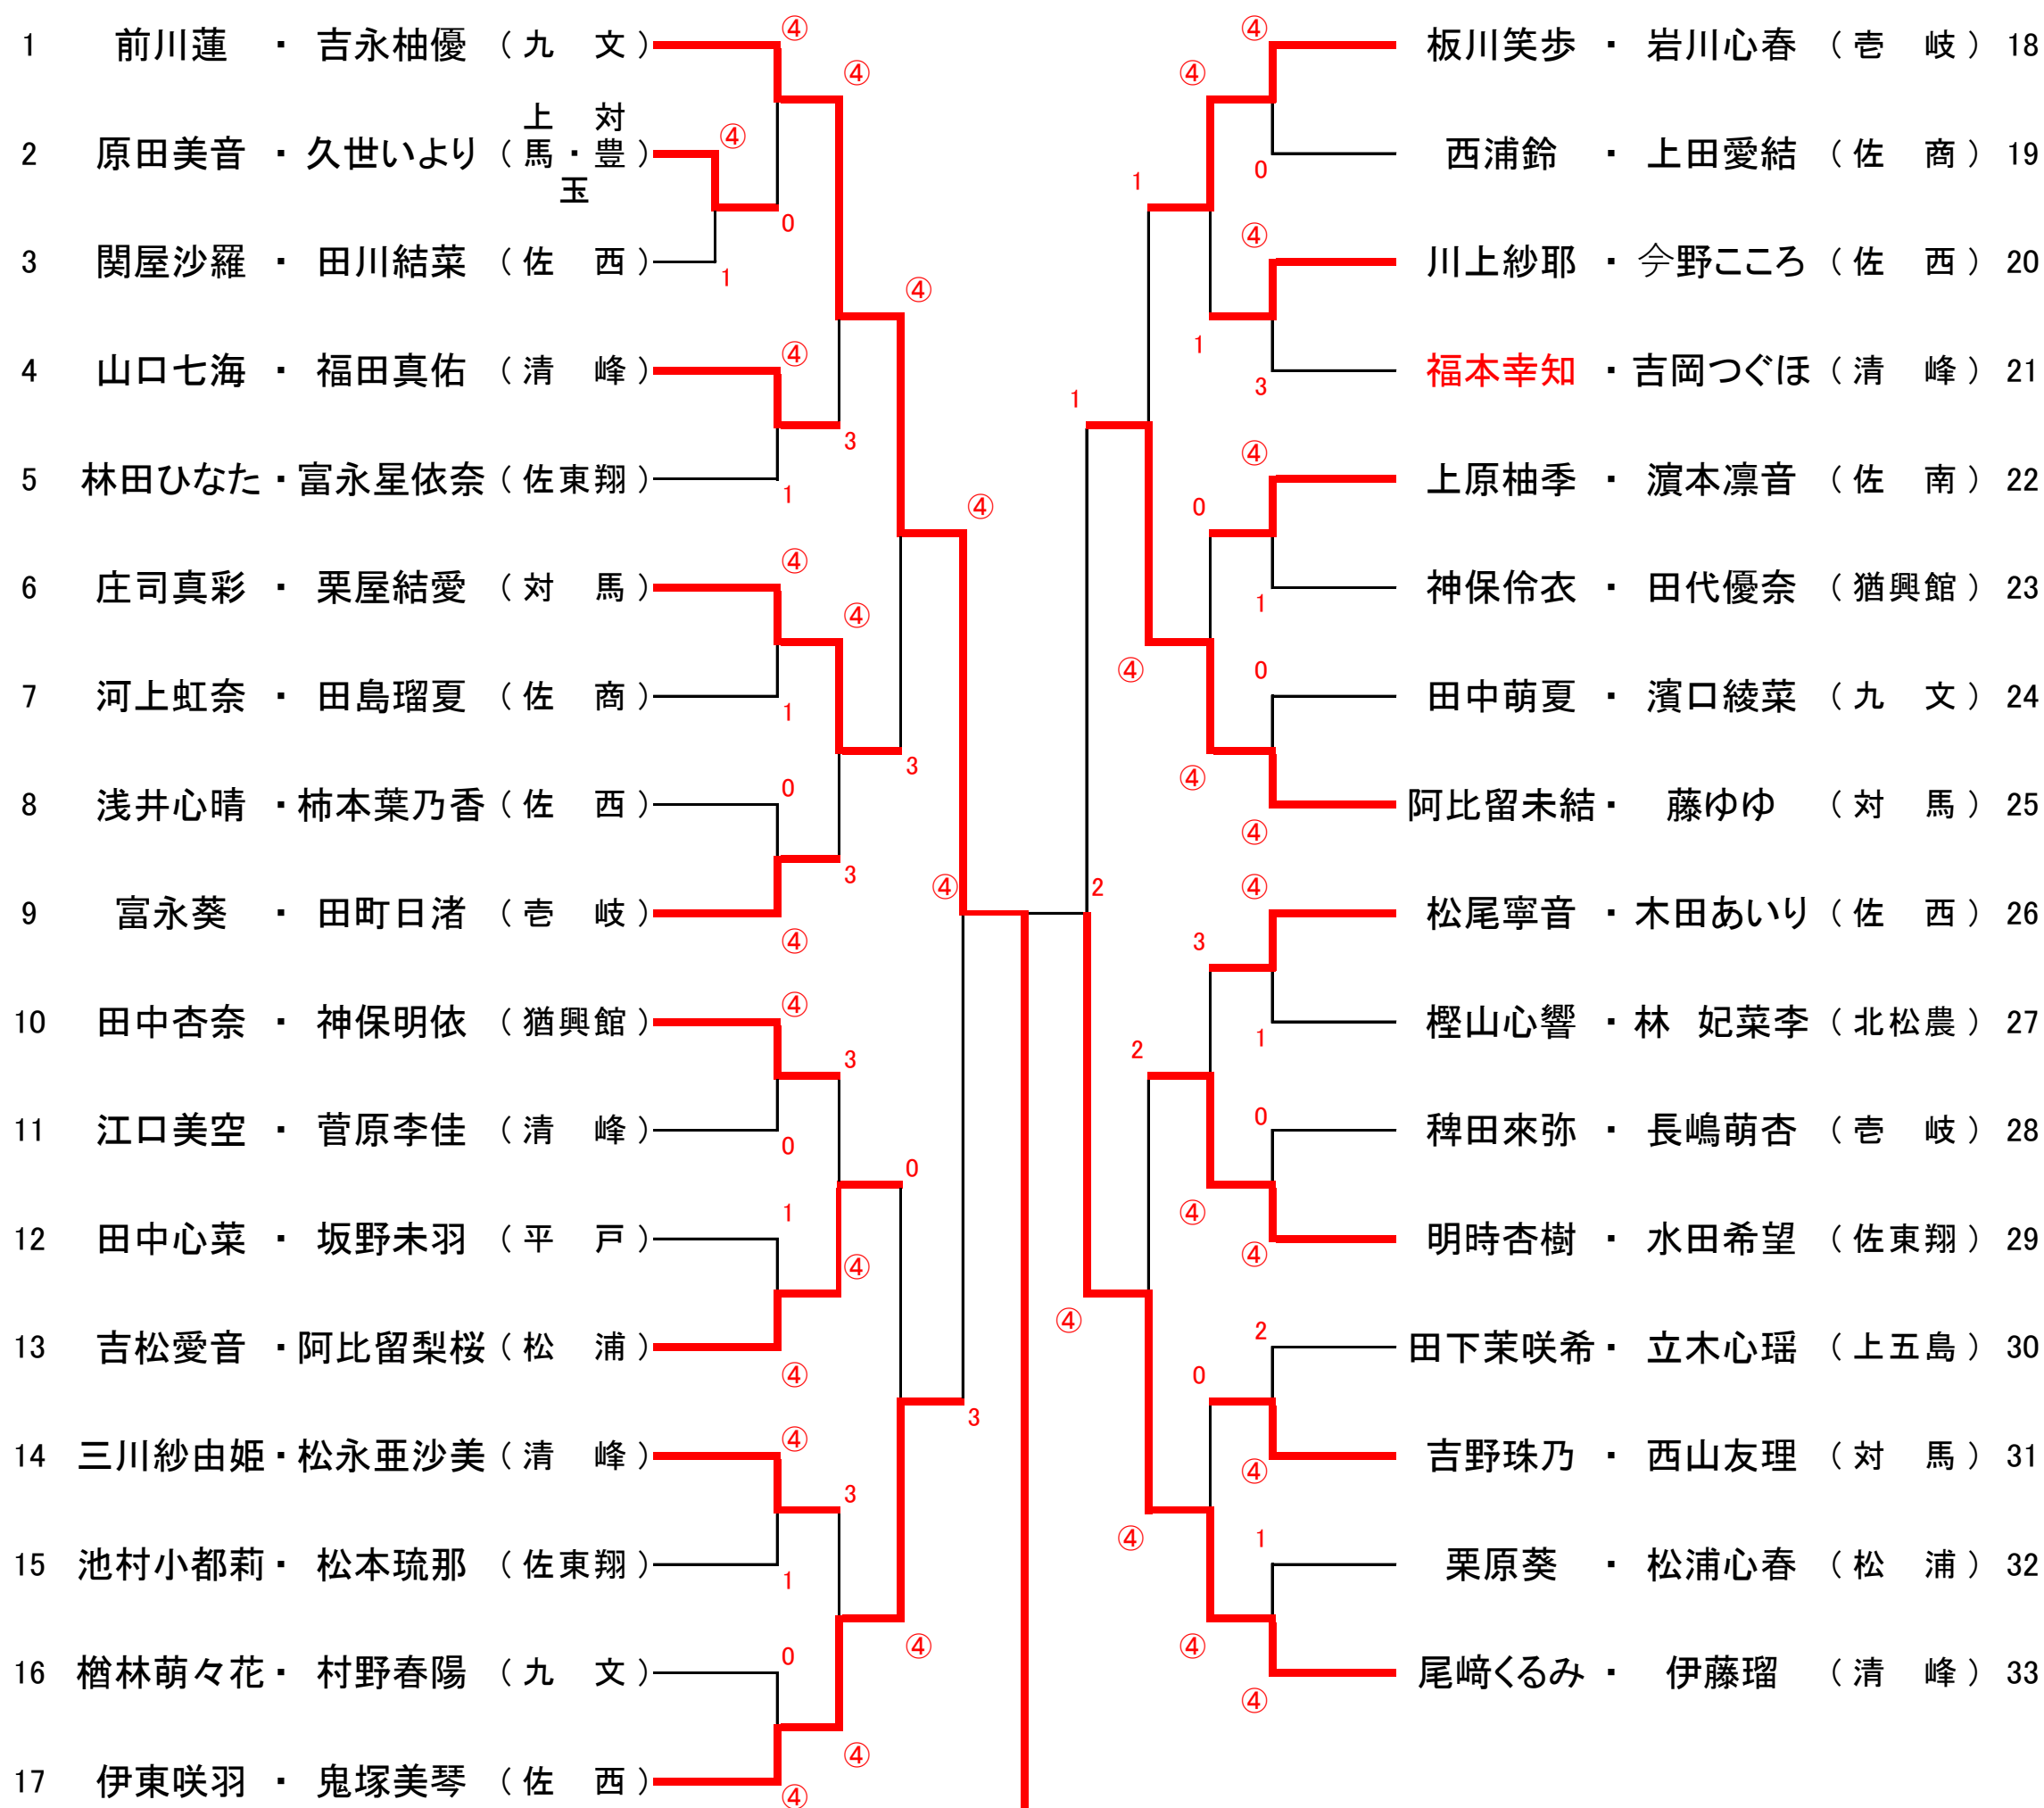 1 前川蓮 ・ 吉永柚優 （九 文） ④
④
2 原田美音 ・ 久世いより （上対馬・豊玉） ④
0
3 関屋沙羅 ・ 田川結菜 （佐 西） 1
④
4 山口七海 ・ 福田真佑 （清 峰） ④
3
5 林田ひなた ・ 富永星依奈 （佐東翔） 1
④
6 庄司真彩 ・ 栗屋結愛 （対 馬） ④
④
7 河上虹奈 ・ 田島瑠夏 （佐 商） 1
3
8 浅井心晴 ・ 柿本葉乃香 （佐 西） 0
3
④
9 富永葵 ・ 田町日渚 （壱 岐） ④
10 田中杏奈 ・ 神保明依 （猶興館） ④
3
11 江口美空 ・ 菅原李佳 （清 峰） 0
0
12 田中心菜 ・ 坂野未羽 （平 戸） 1
④
13 吉松愛音 ・ 阿比留梨桜 （松 浦） ④
3
14 三川紗由姫 ・ 松永亜沙美 （清 峰） ④
3
15 池村小都莉 ・ 松本琉那 （佐東翔） 1
④
16 楢林萌々花 ・ 村野春陽 （九 文） 0
④
17 伊東咲羽 ・ 鬼塚美琴 （佐 西） ④
④ 板川笑歩 ・ 岩川心春 （壱 岐） 18
④
0 西浦鈴 ・ 上田愛結 （佐 商） 19
1
④ 川上紗耶 ・ 今野こころ （佐 西） 20
1
3 福本幸知 ・ 吉岡つぐほ （清 峰） 21
1
④ 上原柚季 ・ 濵本凛音 （佐 南） 22
0
1 神保伶衣 ・ 田代優奈 （猶興館） 23
④
0 田中萌夏 ・ 濱口綾菜 （九 文） 24
④
④ 阿比留未結 ・ 藤ゆゆ （対 馬） 25
2
④ 松尾寧音 ・ 木田あいり （佐 西） 26
3
1 樫山心響 ・ 林 妃菜李 （北松農） 27
2
0 稗田來弥 ・ 長嶋萌杏 （壱 岐） 28
④
④ 明時杏樹 ・ 水田希望 （佐東翔） 29
④
2 田下茉咲希 ・ 立木心瑶 （上五島） 30
0
④ 吉野珠乃 ・ 西山友理 （対 馬） 31
④
1 栗原葵 ・ 松浦心春 （松 浦） 32
④
④ 尾﨑くるみ ・ 伊藤瑠 （清 峰） 33